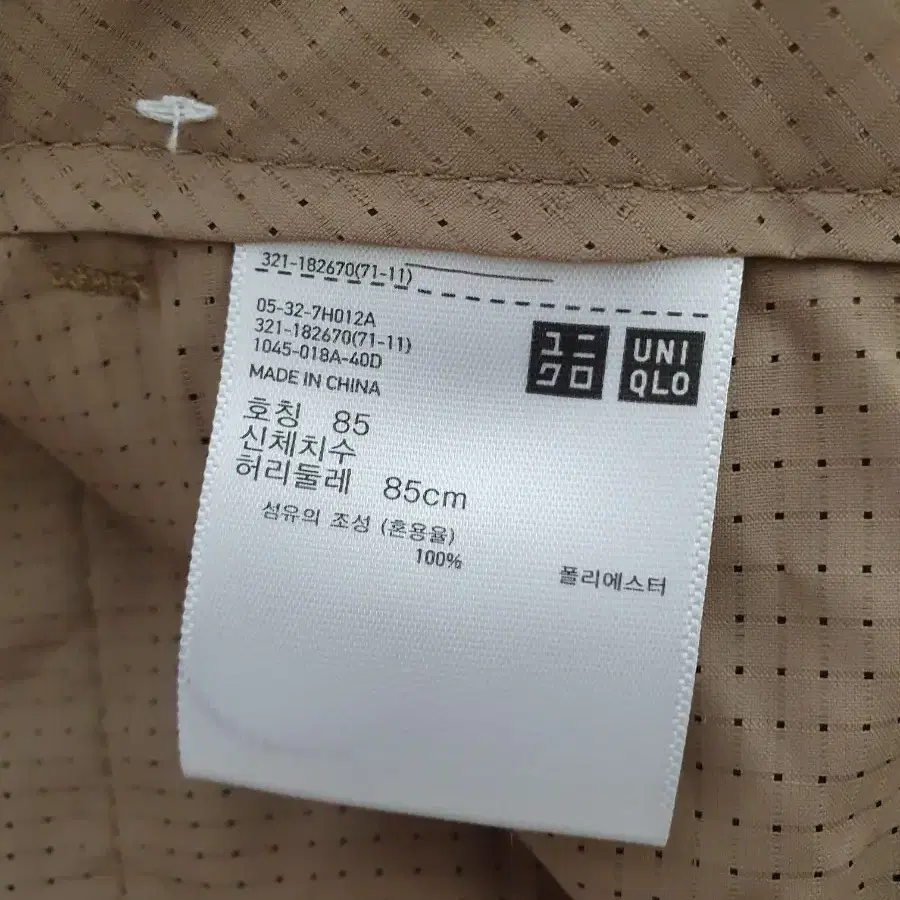 321-182670(71-11)
05-32-7H012A
321-182670(71-11)
1045-018A-40D
MADE IN CHINA
ユニ
クロ
UNI
QLO
호칭 85
신체치수
허리둘레 85cm
섬유의 조성 (혼용율)
100%
폴리에스터